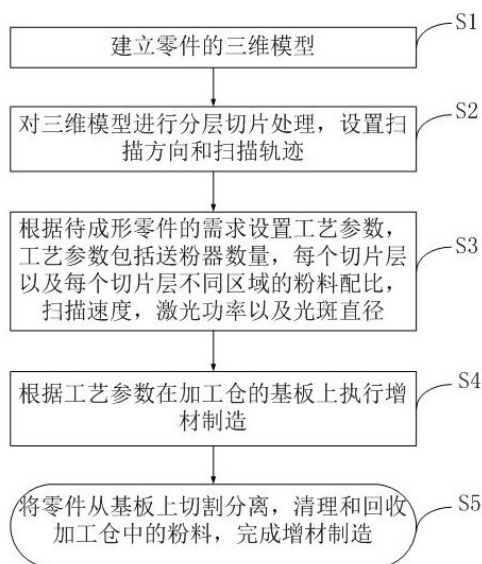 S1
建立零件的三维模型
S2
对三维模型进行分层切片处理，设置扫
描方向和扫描轨迹
S3
根据待成形零件的需求设置工艺参数，
工艺参数包括送粉器数量，每个切片层
以及每个切片层不同区域的粉料配比，
扫描速度，激光功率以及光斑直径
S4
根据工艺参数在加工仓的基板上执行增
材制造
S5
将零件从基板上切割分离，清理和回收
加工仓中的粉料，完成增材制造